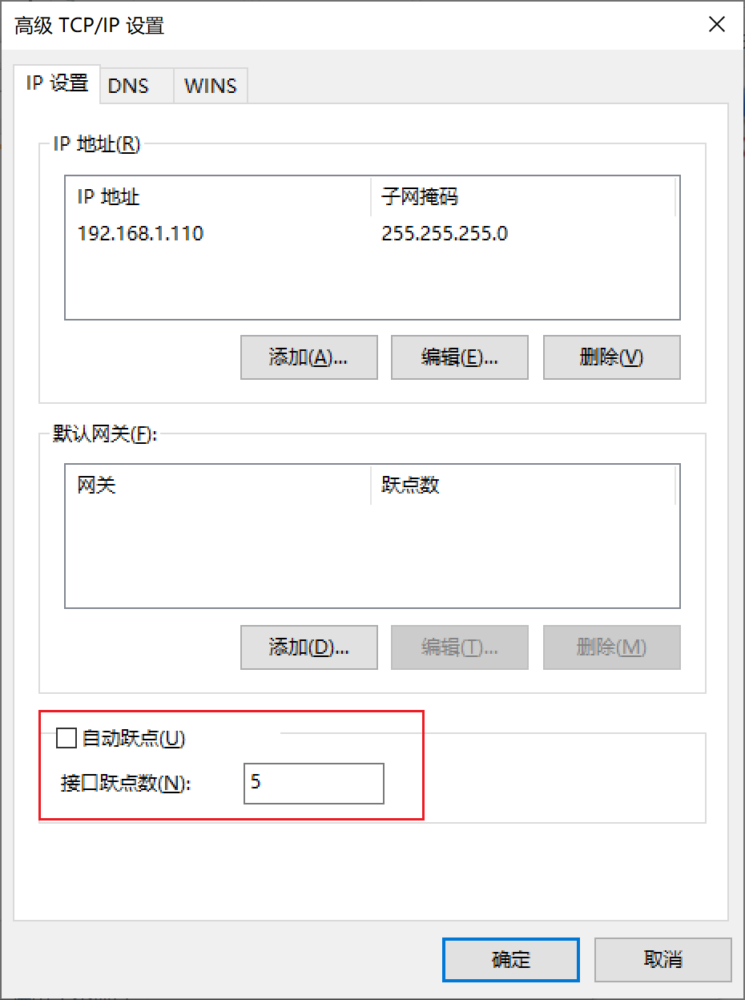 高级 TCP/IP 设置
IP 设置 DNS WINS
IP 地址(R)
IP 地址 子网掩码
192.168.1.110 255.255.255.0
添加(A)... 编辑(E)... 删除(V)
默认网关(F):
网关 跃点数
添加(D)... 编辑(T)... 删除(M)
自动跃点(U)
接口跃点数(N): 5
确定 取消